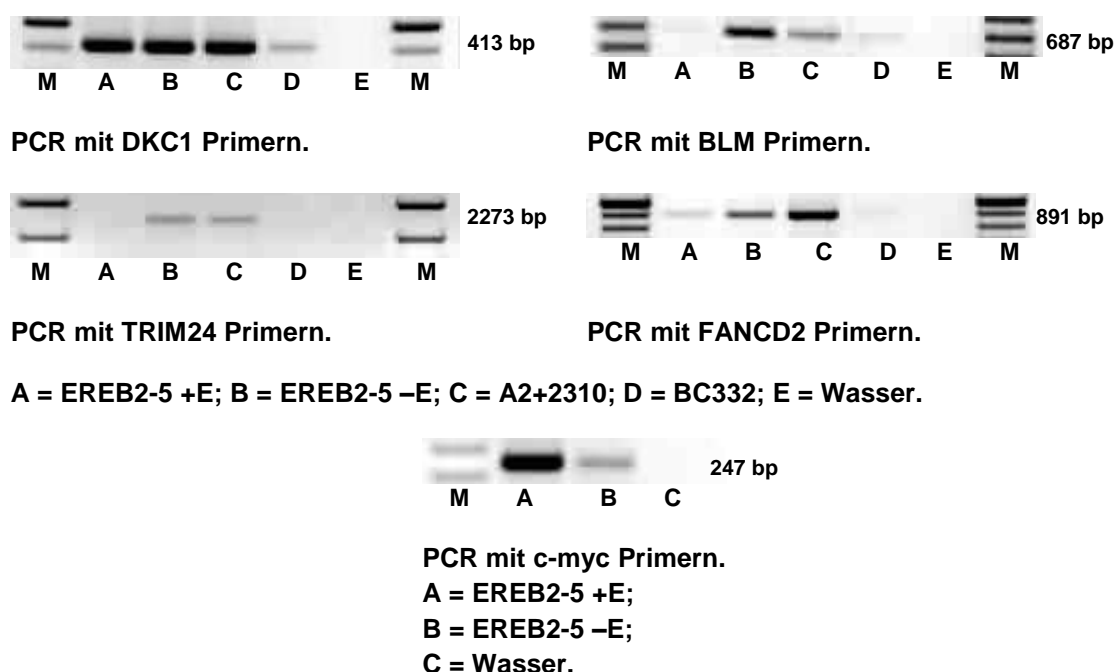 413 bp
M A B C D E M
PCR mit DKC1 Primern.
687 bp
M A B C D E M
PCR mit BLM Primern.
2273 bp
M A B C D E M
PCR mit TRIM24 Primern.
891 bp
M A B C D E M
PCR mit FANCD2 Primern.
A = EREB2-5 +E; B = EREB2-5 –E; C = A2+2310; D = BC332; E = Wasser.
247 bp
M A B C
PCR mit c-myc Primern.
A = EREB2-5 +E;
B = EREB2-5 –E;
C = Wasser.